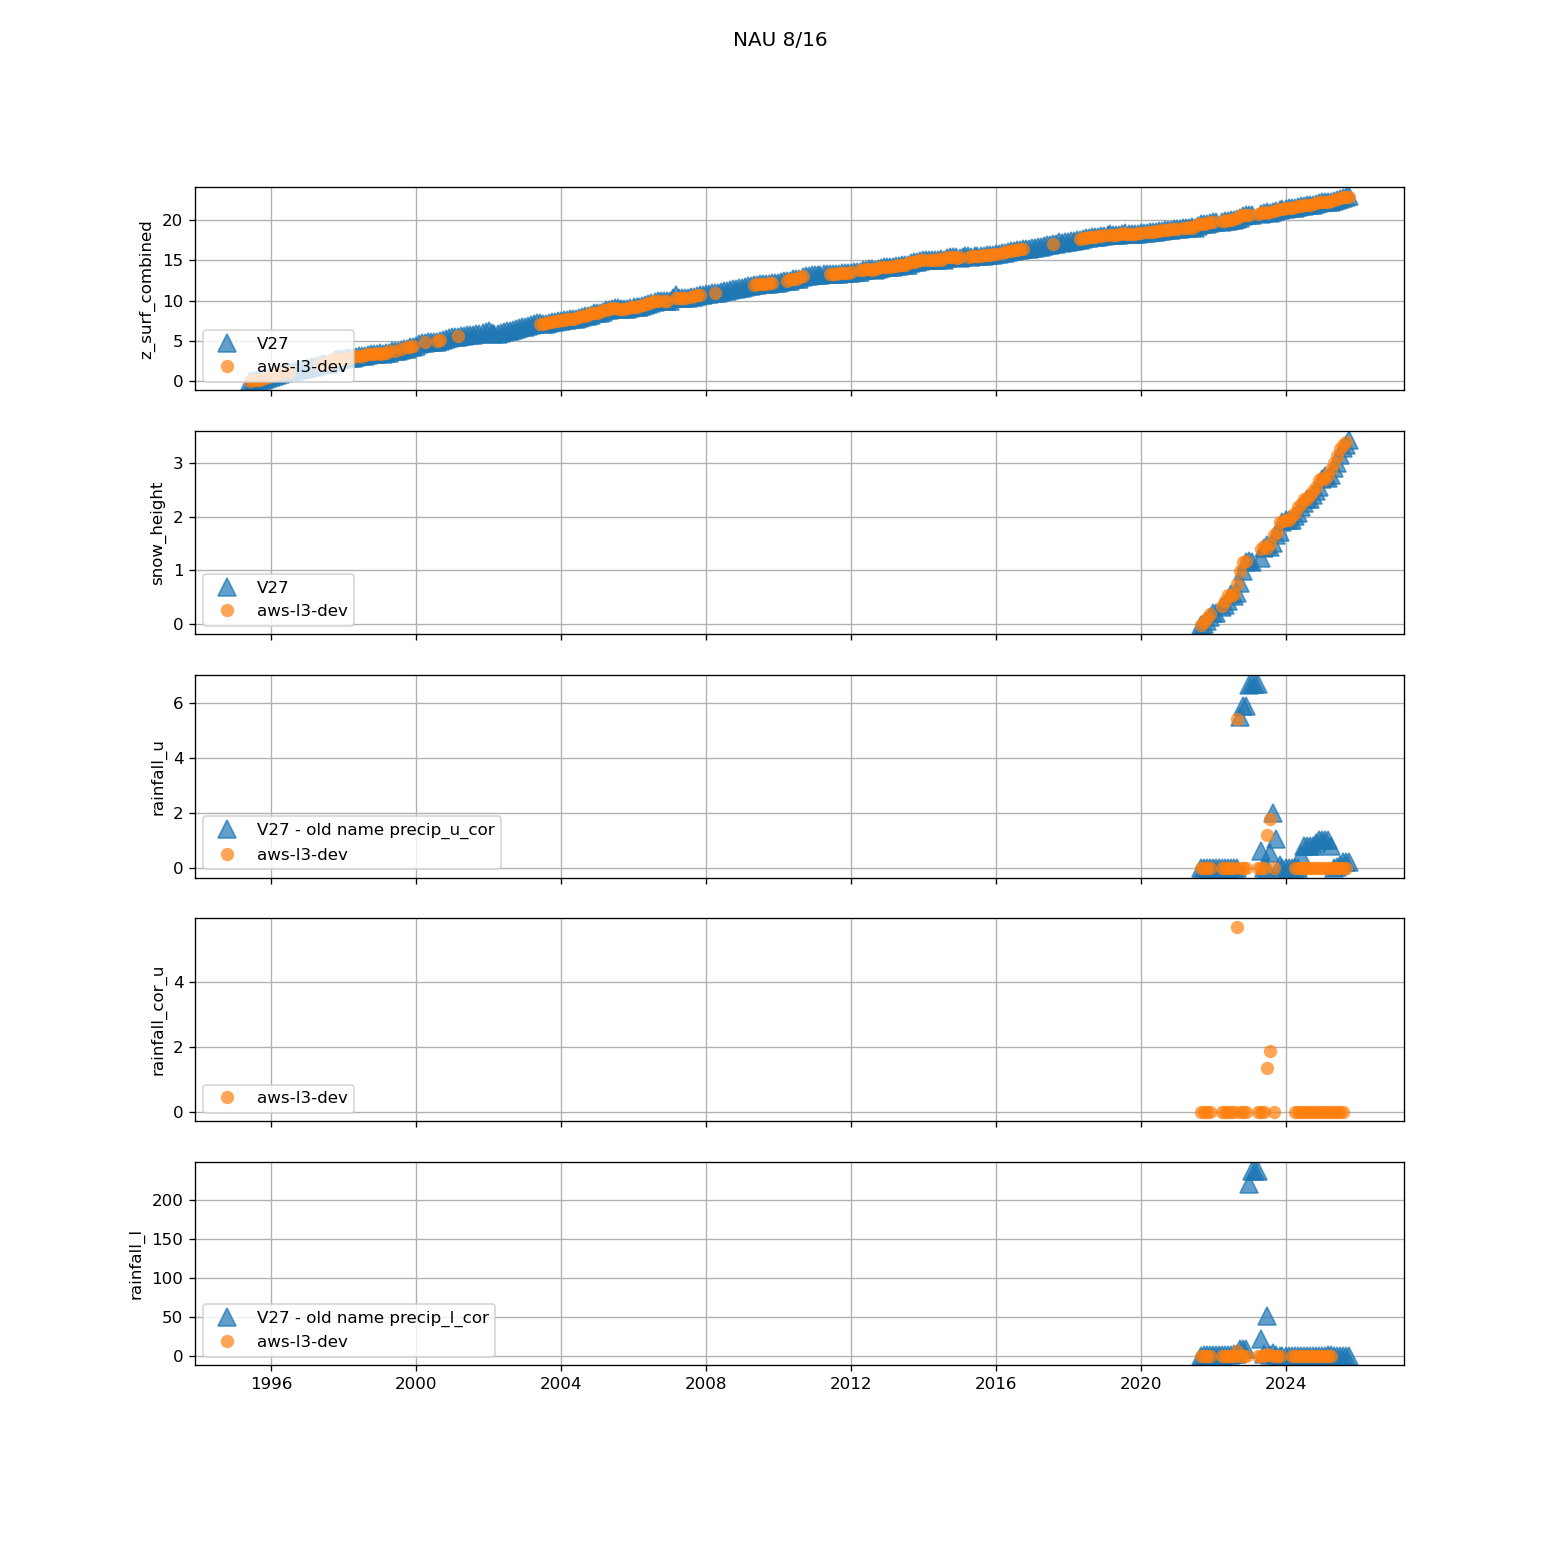 NAU 8/16
z_surf_combined
20
15
10
5
0
V27
aws-l3-dev
snow_height
3
2
1
0
V27
aws-l3-dev
rainfall_u
6
4
2
0
V27 - old name precip_u_cor
aws-l3-dev
rainfall_cor_u
4
2
0
aws-l3-dev
rainfall_l
200
150
100
50
0
V27 - old name precip_l_cor
aws-l3-dev
1996 2000 2004 2008 2012 2016 2020 2024